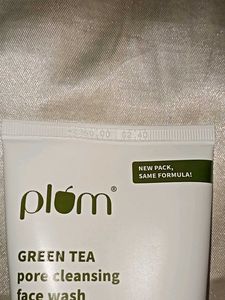 NEW PACK,
SAME FORMULA!
plum®
GREEN TEA
pore cleansing
face wash